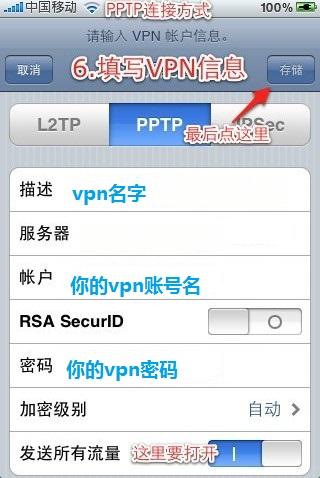 中国移动 PPTP连接方式 100%
请输入 VPN 帐户信息。
取消 6.填写VPN信息 存储
L2TP PPTP IPSec
最后点这里
描述 vpn名字
服务器
帐户 你的vpn账号名
RSA SecurID
密码 你的vpn密码
加密级别 自动
发送所有流量 这里要打开